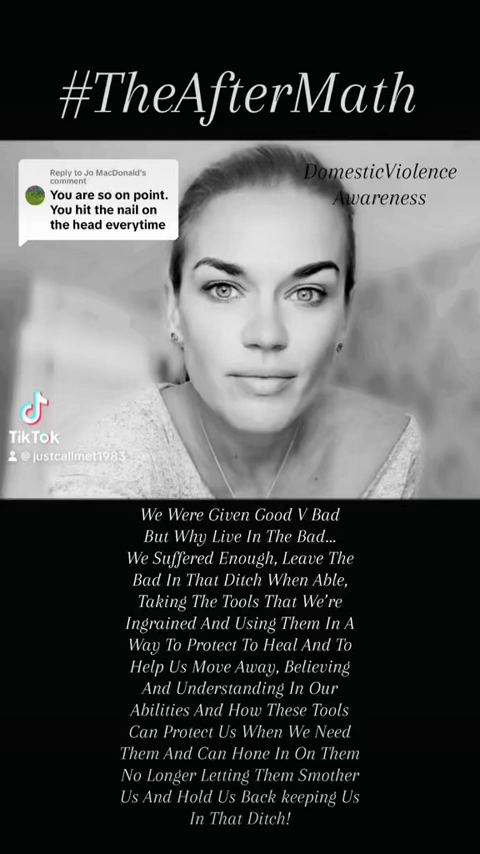 #TheAfterMath
DomesticViolence
Awareness
Reply to Jo MacDonald's
comment
You are so on point.
You hit the nail on
the head everytime
TikTok
@justcallmet1983
We Were Given Good V Bad
But Why Live In The Bad...
We Suffered Enough, Leave The
Bad In That Ditch When Able,
Taking The Tools That We're
Ingrained And Using Them In A
Way To Protect To Heal And To
Help Us Move Away, Believing
And Understanding In Our
Abilities And How These Tools
Can Protect Us When We Need
Them And Can Hone In On Them
No Longer Letting Them Smother
Us And Hold Us Back keeping Us
In That Ditch!